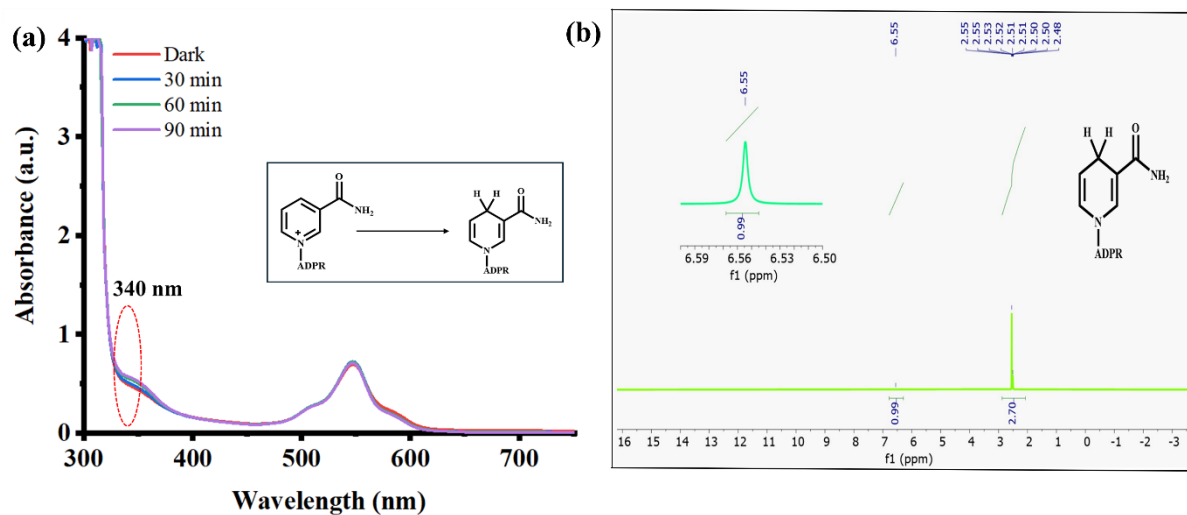 (a)
Dark
30 min
60 min
90 min
340 nm
O
NH2
N
+
ADPR
H H
O
NH2
N
ADPR
Absorbance (a.u.)
4
3
2
1
0
300 400 500 600 700
Wavelength (nm)
(b)
6.55
2.55
2.55
2.53
2.52
2.51
2.51
2.50
2.50
2.48
6.55
0.99
6.59 6.56 6.53 6.50
f1 (ppm)
H H
O
NH2
N
ADPR
0.99
2.70
16 15 14 13 12 11 10 9 8 7 6 5 4 3 2 1 0 -1 -2 -3
f1 (ppm)